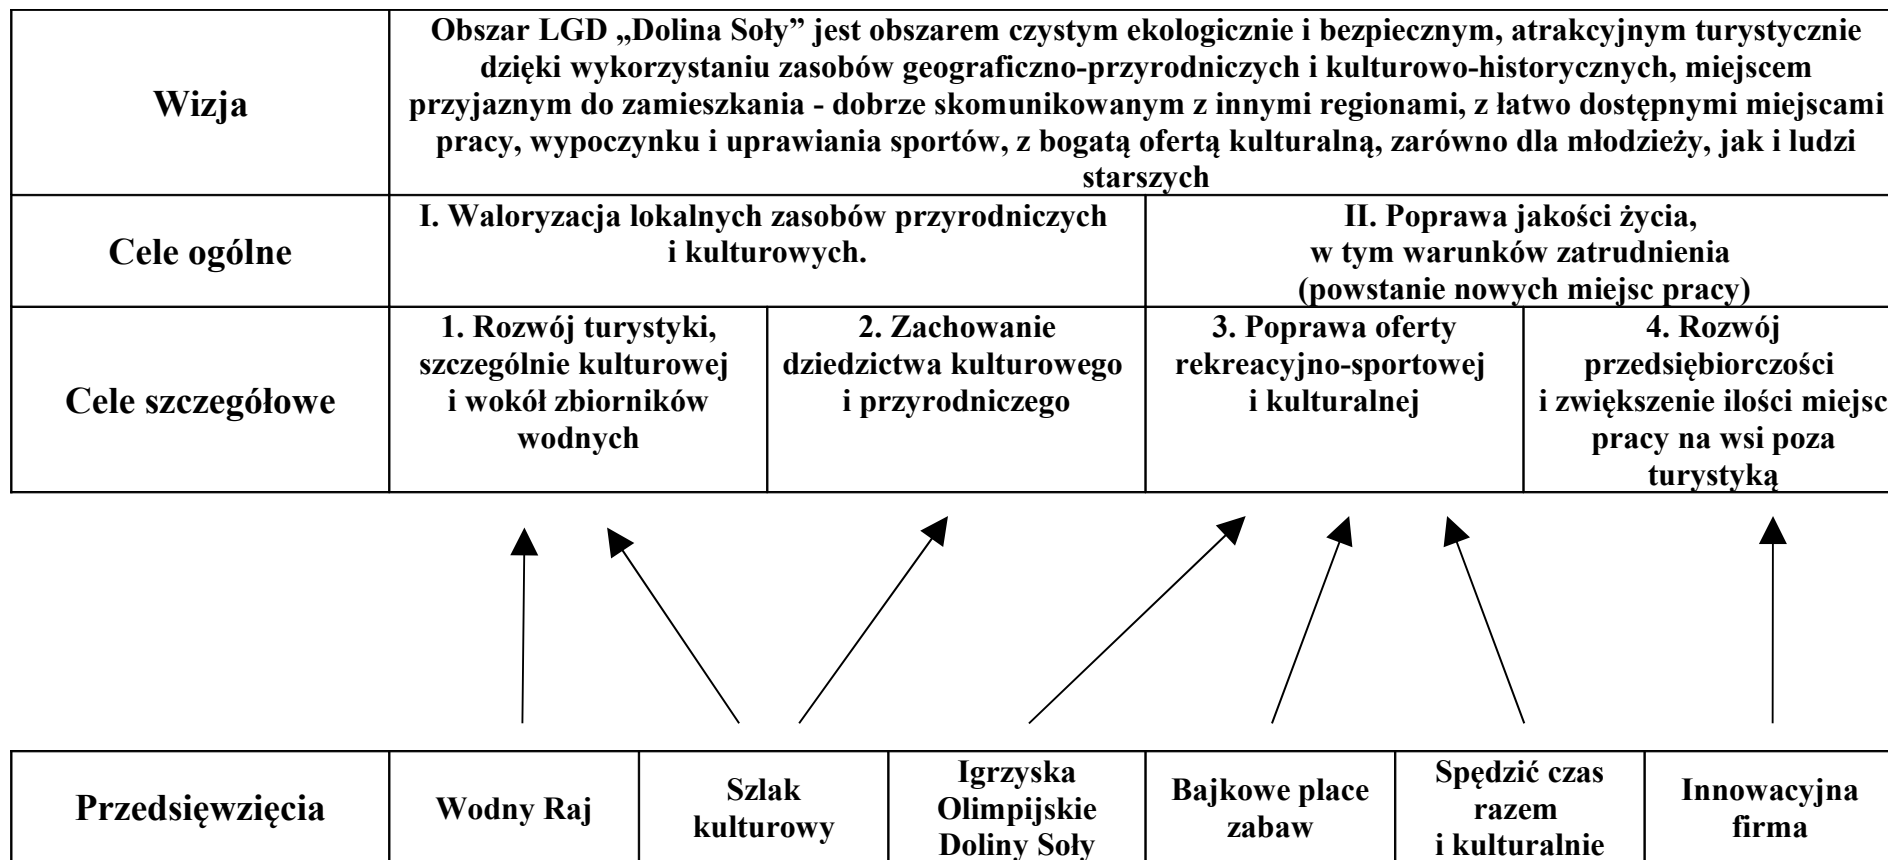 Wizja
Obszar LGD „Dolina Soły” jest obszarem czystym ekologicznie i bezpiecznym, atrakcyjnym turystycznie
dzięki wykorzystaniu zasobów geograficzno-przyrodniczych i kulturowo-historycznych, miejscem
przyjaznym do zamieszkania - dobrze skomunikowanym z innymi regionami, z łatwo dostępnymi miejscami
pracy, wypoczynku i uprawiania sportów, z bogatą ofertą kulturalną, zarówno dla młodzieży, jak i ludzi
starszych
Cele ogólne
I. Waloryzacja lokalnych zasobów przyrodniczych
i kulturowych.
II. Poprawa jakości życia,
w tym warunków zatrudnienia
(powstanie nowych miejsc pracy)
Cele szczegółowe
1. Rozwój turystyki,
szczególnie kulturowej
i wokół zbiorników
wodnych
2. Zachowanie
dziedzictwa kulturowego
i przyrodniczego
3. Poprawa oferty
rekreacyjno-sportowej
i kulturalnej
4. Rozwój
przedsiębiorczości
i zwiększenie ilości miejsc
pracy na wsi poza
turystyką
Przedsięwzięcia
Wodny Raj
Szlak
kulturowy
Igrzyska
Olimpijskie
Doliny Soły
Bajkowe place
zabaw
Spędzić czas
razem
i kulturalnie
Innowacyjna
firma